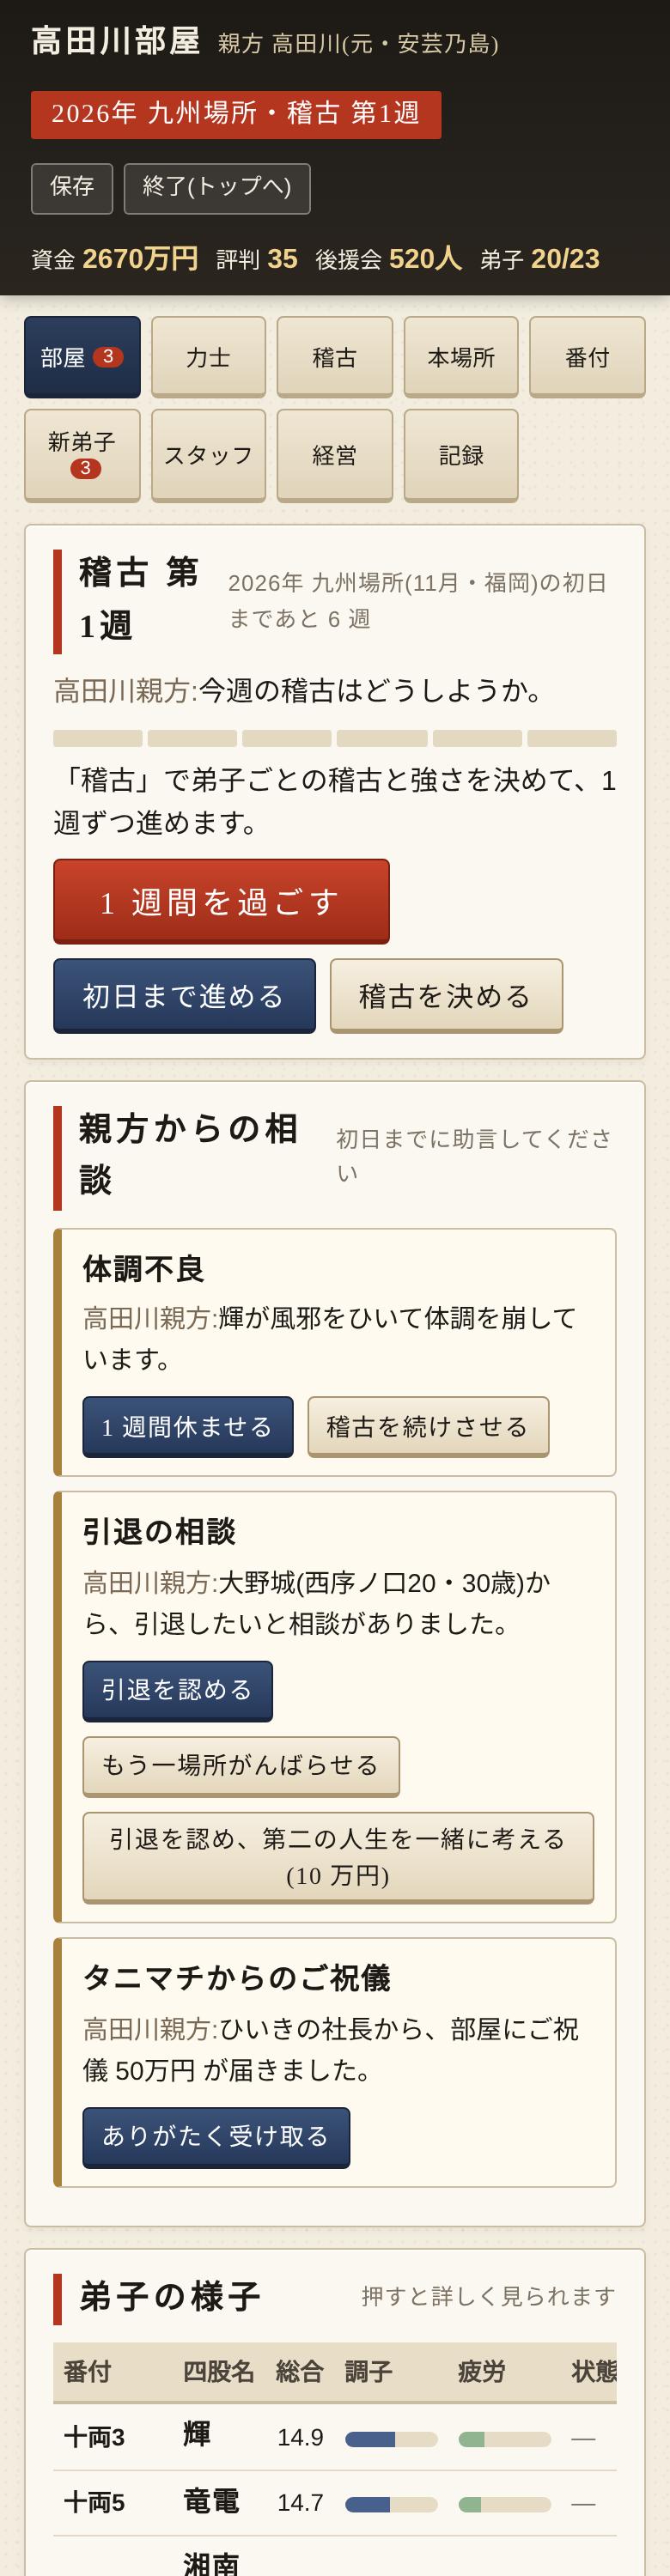 高田川部屋 親方 高田川(元・安芸乃島)
2026年 九州場所・稽古 第1週
保存 終了(トップへ)
資金 2670万円 評判 35 後援会 520人 弟子 20/23
部屋 3 力士 稽古 本場所 番付
新弟子 3 スタッフ 経営 記録
稽古 第
1週
2026年 九州場所(11月・福岡)の初日
まであと 6 週
高田川親方:今週の稽古はどうしようか。
「稽古」で弟子ごとの稽古と強さを決めて、1
週ずつ進めます。
1 週間を過ごす
初日まで進める 稽古を決める
親方からの相
談
初日までに助言してくださ
い
体調不良
高田川親方:輝が風邪をひいて体調を崩して
います。
1 週間休ませる 稽古を続けさせる
引退の相談
高田川親方:大野城(西序ノ口20・30歳)か
ら、引退したいと相談がありました。
引退を認める
もう一場所がんばらせる
引退を認め、第二の人生を一緒に考える
(10 万円)
タニマチからのご祝儀
高田川親方:ひいきの社長から、部屋にご祝
儀 50万円 が届きました。
ありがたく受け取る
弟子の様子 押すと詳しく見られます
番付 四股名 総合 調子 疲労 状態
十両3 輝 14.9 —
十両5 竜電 14.7 —
湘南